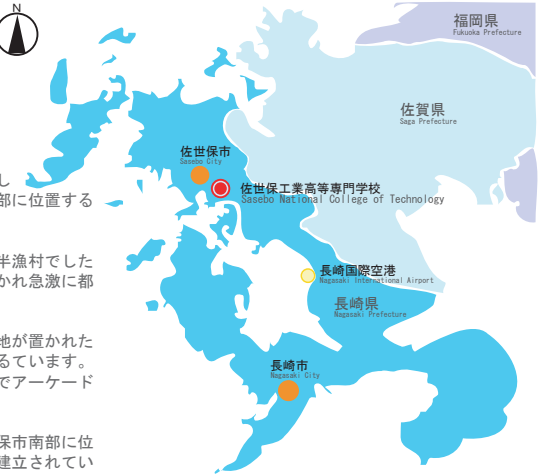 N
福岡県
Fukuoka Prefecture
佐賀県
Saga Prefecture
佐世保市
Sasebo City
佐世保工業高等専門学校
Sasebo National College of Technology
長崎国際空港
Nagasaki International Airport
長崎県
Nagasaki Prefecture
長崎市
Nagasaki City
し
部に位置する
半漁村でした
かれ急激に都
地が置かれた
るています。
でアーケード
保市南部に位
建立されてい